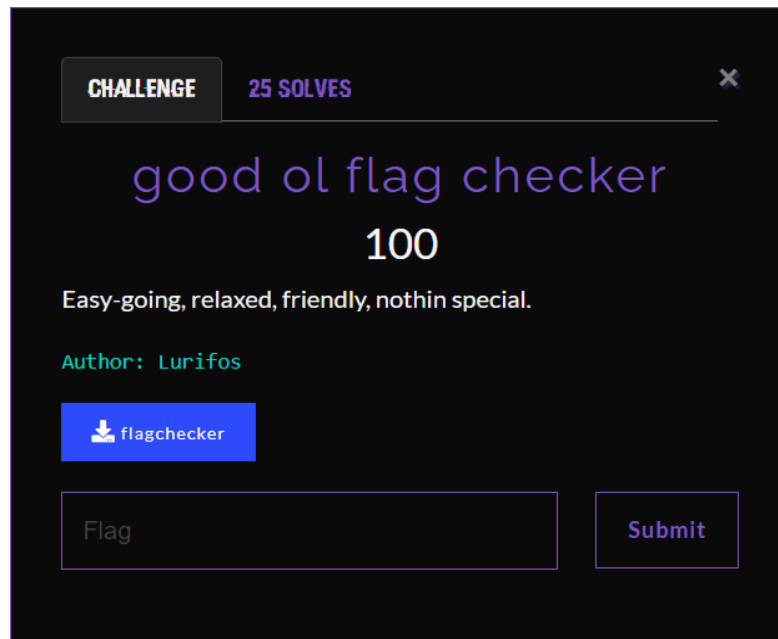 CHALLENGE
25 SOLVES
×
good ol flag checker
100
Easy-going, relaxed, friendly, nothin special.
Author: Lurifos
flagchecker
Flag
Submit